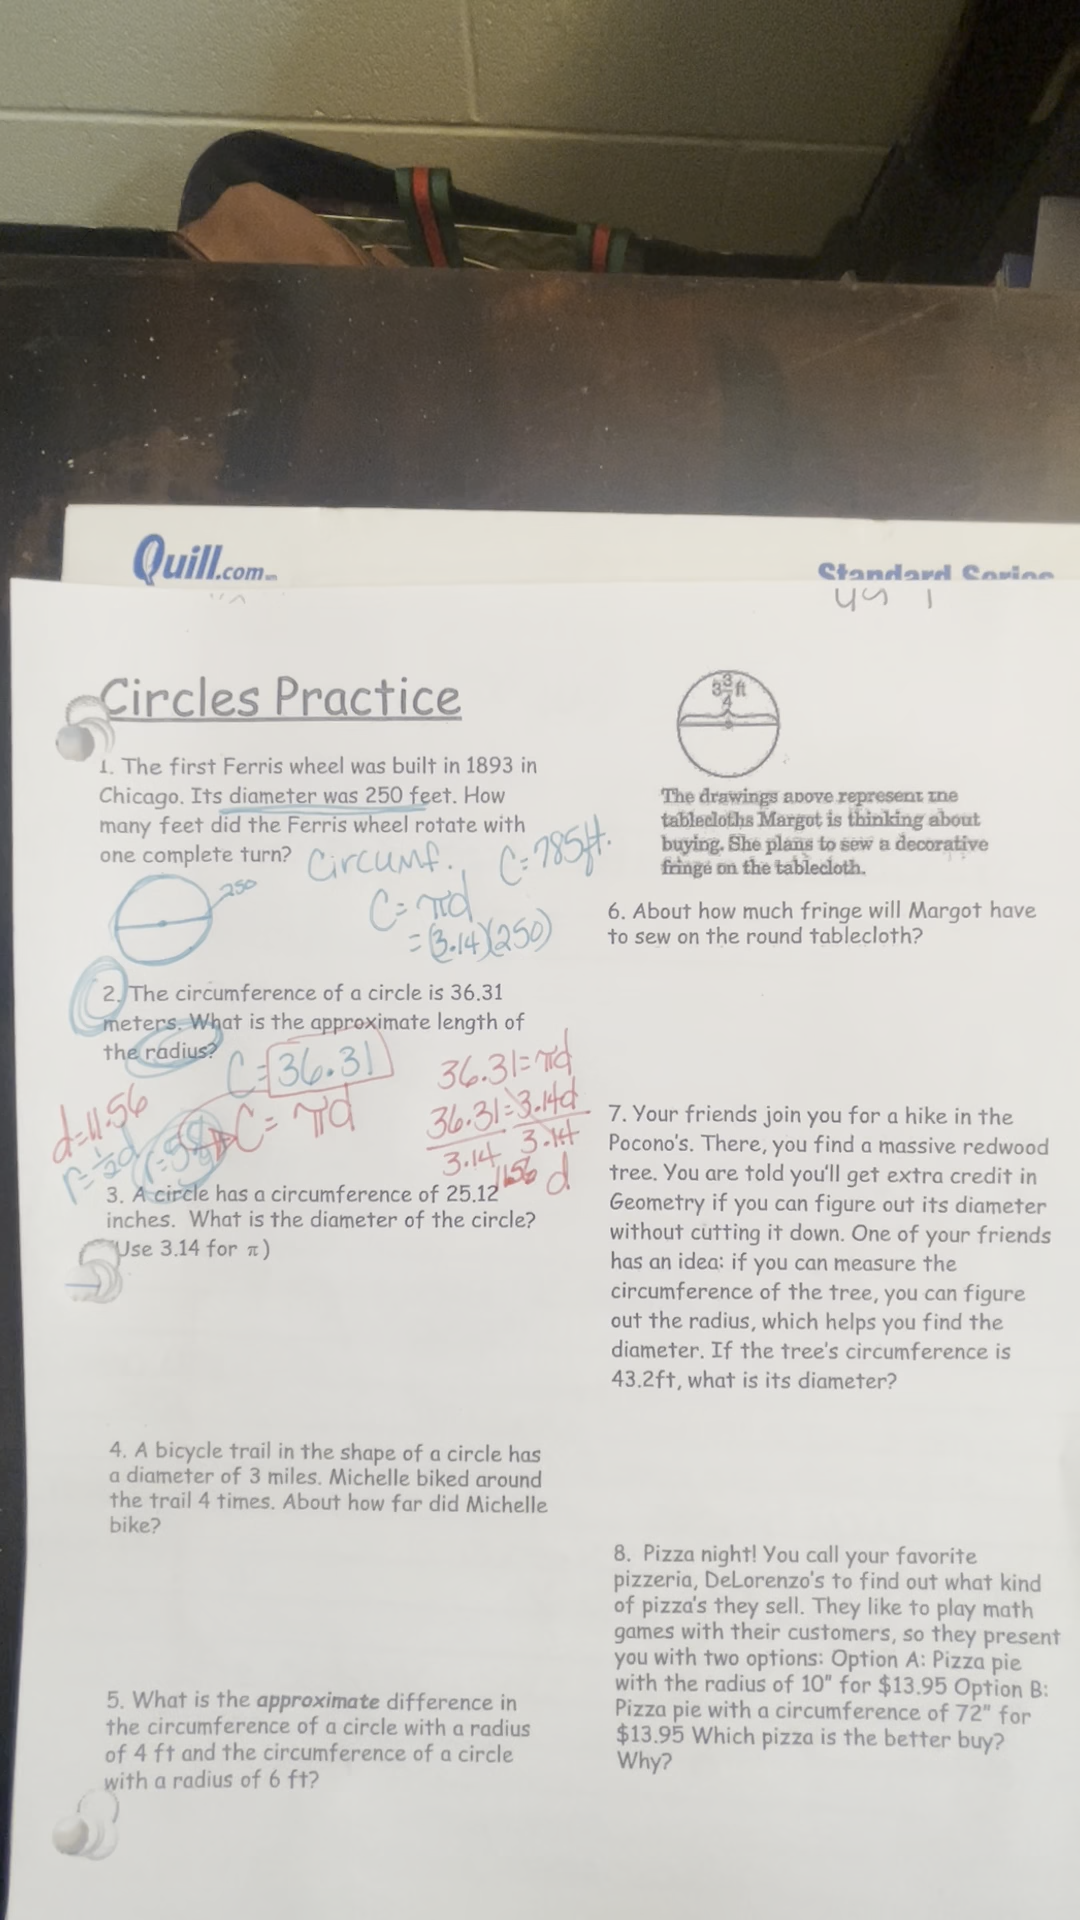 Quill.com
Standard Series
Circles Practice
1. The first Ferris wheel was built in 1893 in
Chicago. Its diameter was 250 feet. How
many feet did the Ferris wheel rotate with
one complete turn?
Circumf.
C=785ft.
250
C=πd
=(3.14)(250)
2. The circumference of a circle is 36.31
meters. What is the approximate length of
the radius?
C=36.31
C=πd
36.31=πd
36.31=3.14d
3.14 3.14
11.56 d
d=11.56
r=½d
3. A circle has a circumference of 25.12
inches. What is the diameter of the circle?
Use 3.14 for π)
4. A bicycle trail in the shape of a circle has
a diameter of 3 miles. Michelle biked around
the trail 4 times. About how far did Michelle
bike?
5. What is the approximate difference in
the circumference of a circle with a radius
of 4 ft and the circumference of a circle
with a radius of 6 ft?
3 3/4 ft
The drawings above represent the
tablecloths Margot is thinking about
buying. She plans to sew a decorative
fringe on the tablecloth.
6. About how much fringe will Margot have
to sew on the round tablecloth?
7. Your friends join you for a hike in the
Pocono's. There, you find a massive redwood
tree. You are told you'll get extra credit in
Geometry if you can figure out its diameter
without cutting it down. One of your friends
has an idea: if you can measure the
circumference of the tree, you can figure
out the radius, which helps you find the
diameter. If the tree's circumference is
43.2ft, what is its diameter?
8. Pizza night! You call your favorite
pizzeria, DeLorenzo's to find out what kind
of pizza's they sell. They like to play math
games with their customers, so they present
you with two options: Option A: Pizza pie
with the radius of 10" for $13.95 Option B:
Pizza pie with a circumference of 72" for
$13.95 Which pizza is the better buy?
Why?